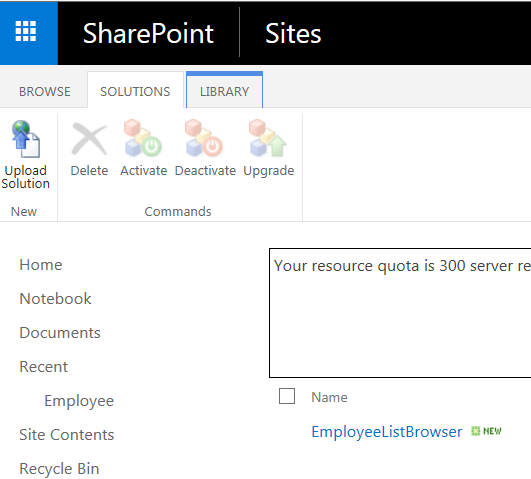 SharePoint Sites
BROWSE SOLUTIONS LIBRARY
Upload Solution
Delete Activate Deactivate Upgrade
New Commands
Home
Notebook
Documents
Recent
Employee
Site Contents
Recycle Bin
Your resource quota is 300 server re
Name
EmployeeListBrowser NEW